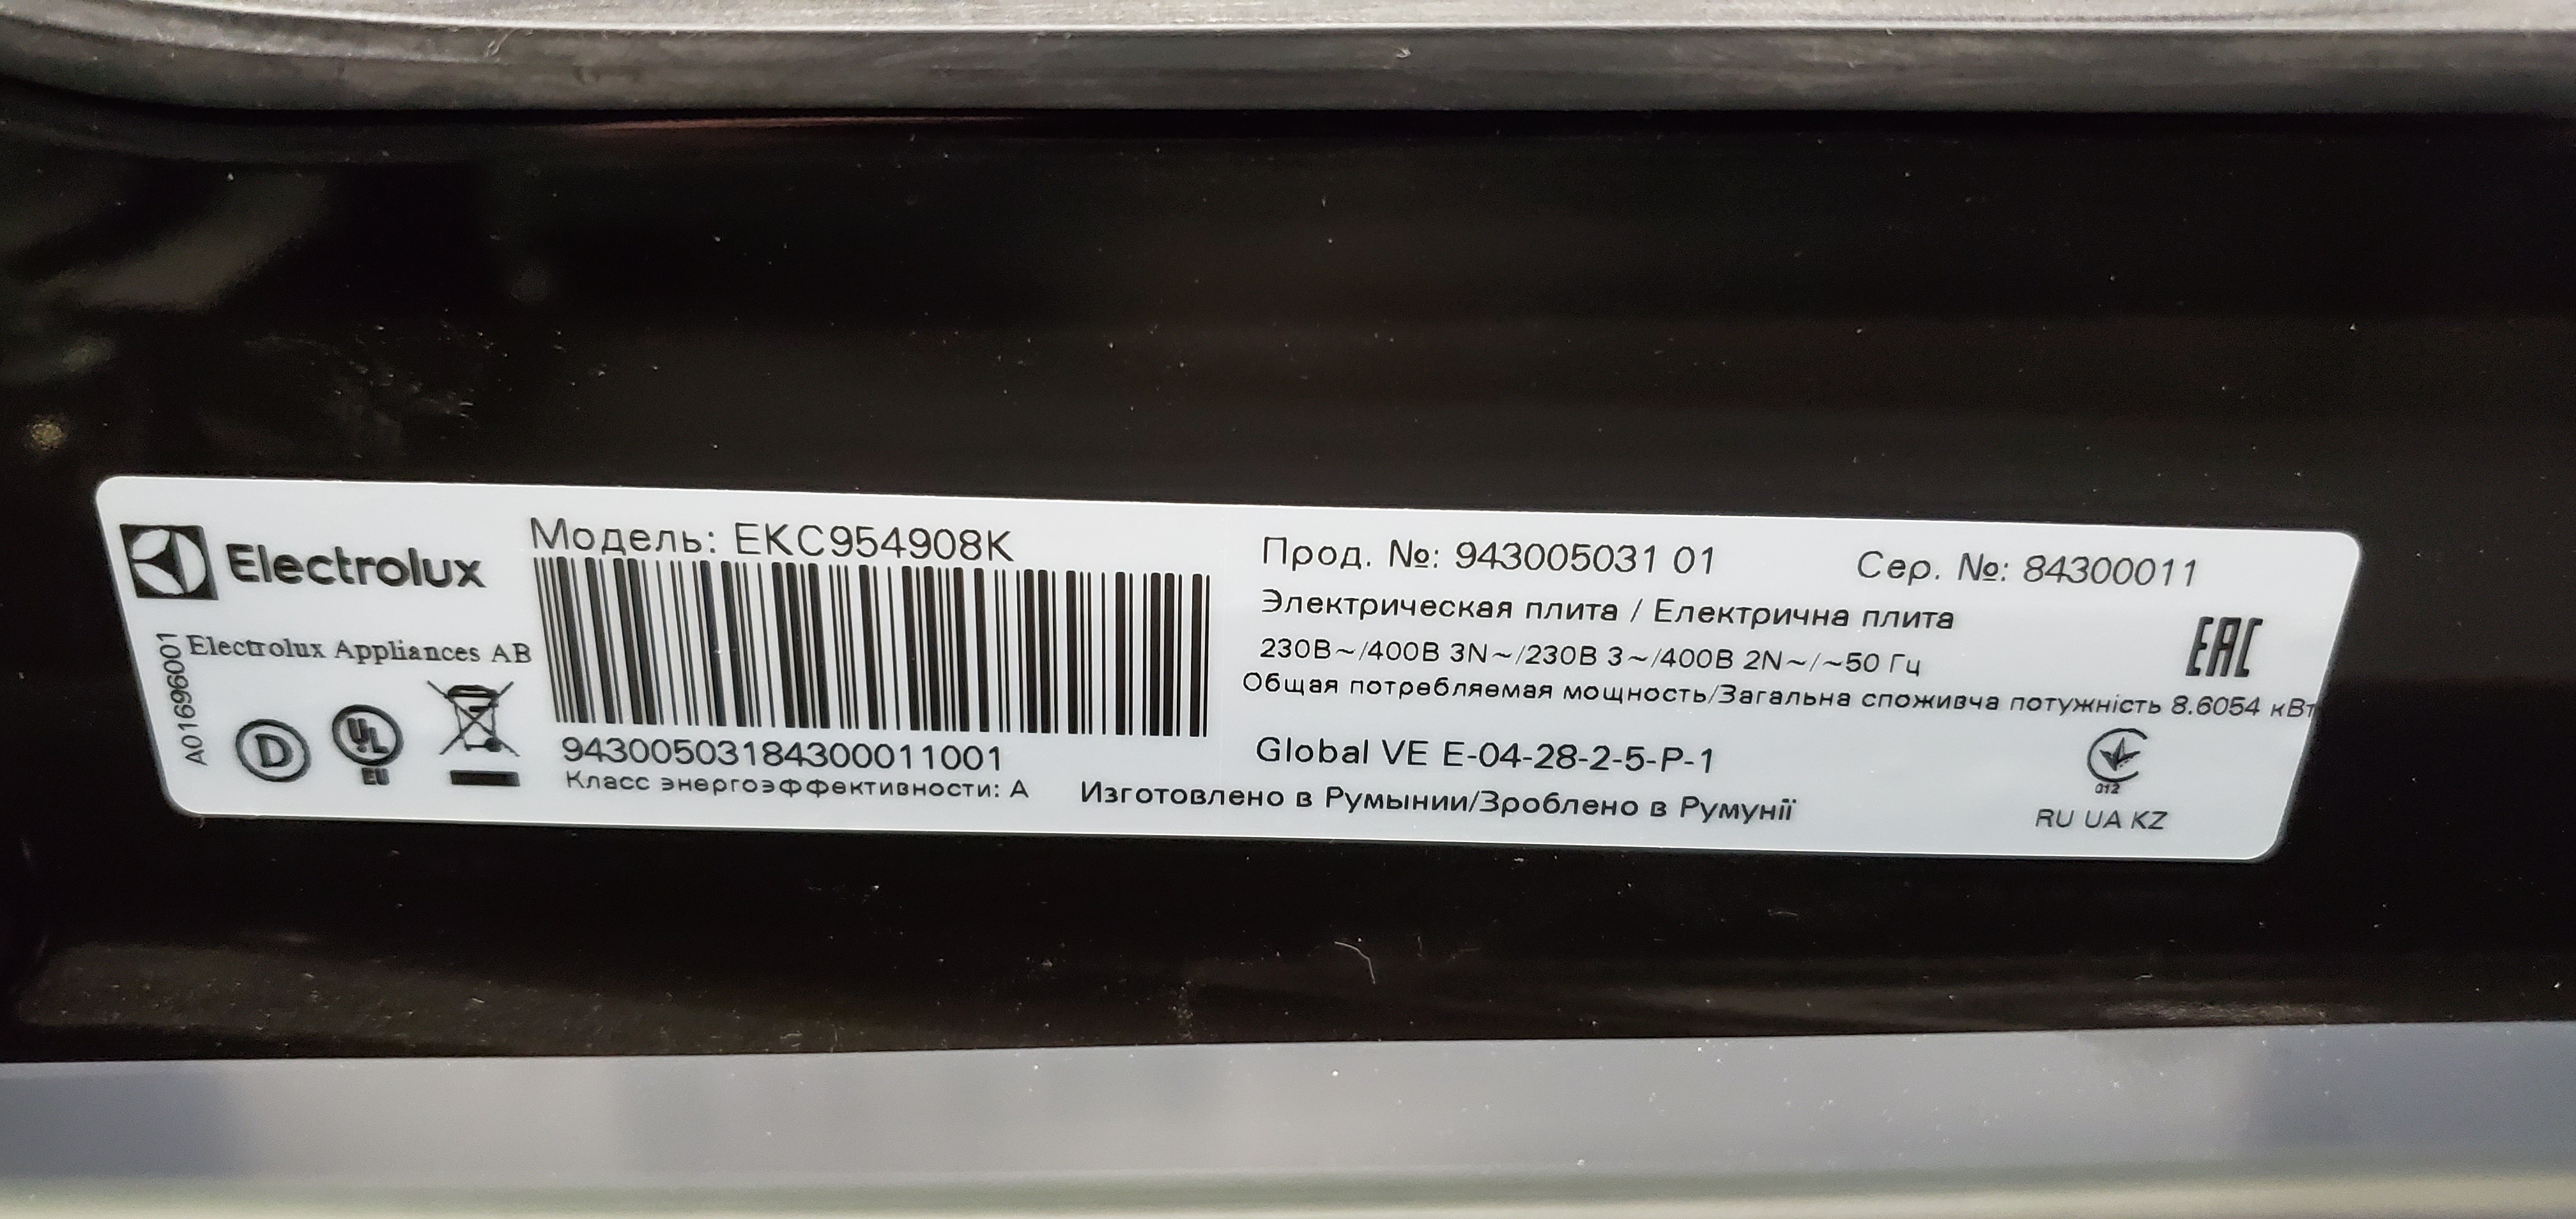 Electrolux
Electrolux Appliances AB
A01696001
D
UL
EU
Модель: EKC954908K
94300503184300011001
Класс энергоэффективности: A
Прод. №: 943005031 01
Сер. №: 84300011
Электрическая плита / Електрична плита
230В~/400В 3N~/230В 3~/400В 2N~/~50 Гц
Общая потребляемая мощность/Загальна споживча потужність 8.6054 кВт
EAC
Global VE E-04-28-2-5-P-1
012
Изготовлено в Румынии/Зроблено в Румунії
RU UA KZ